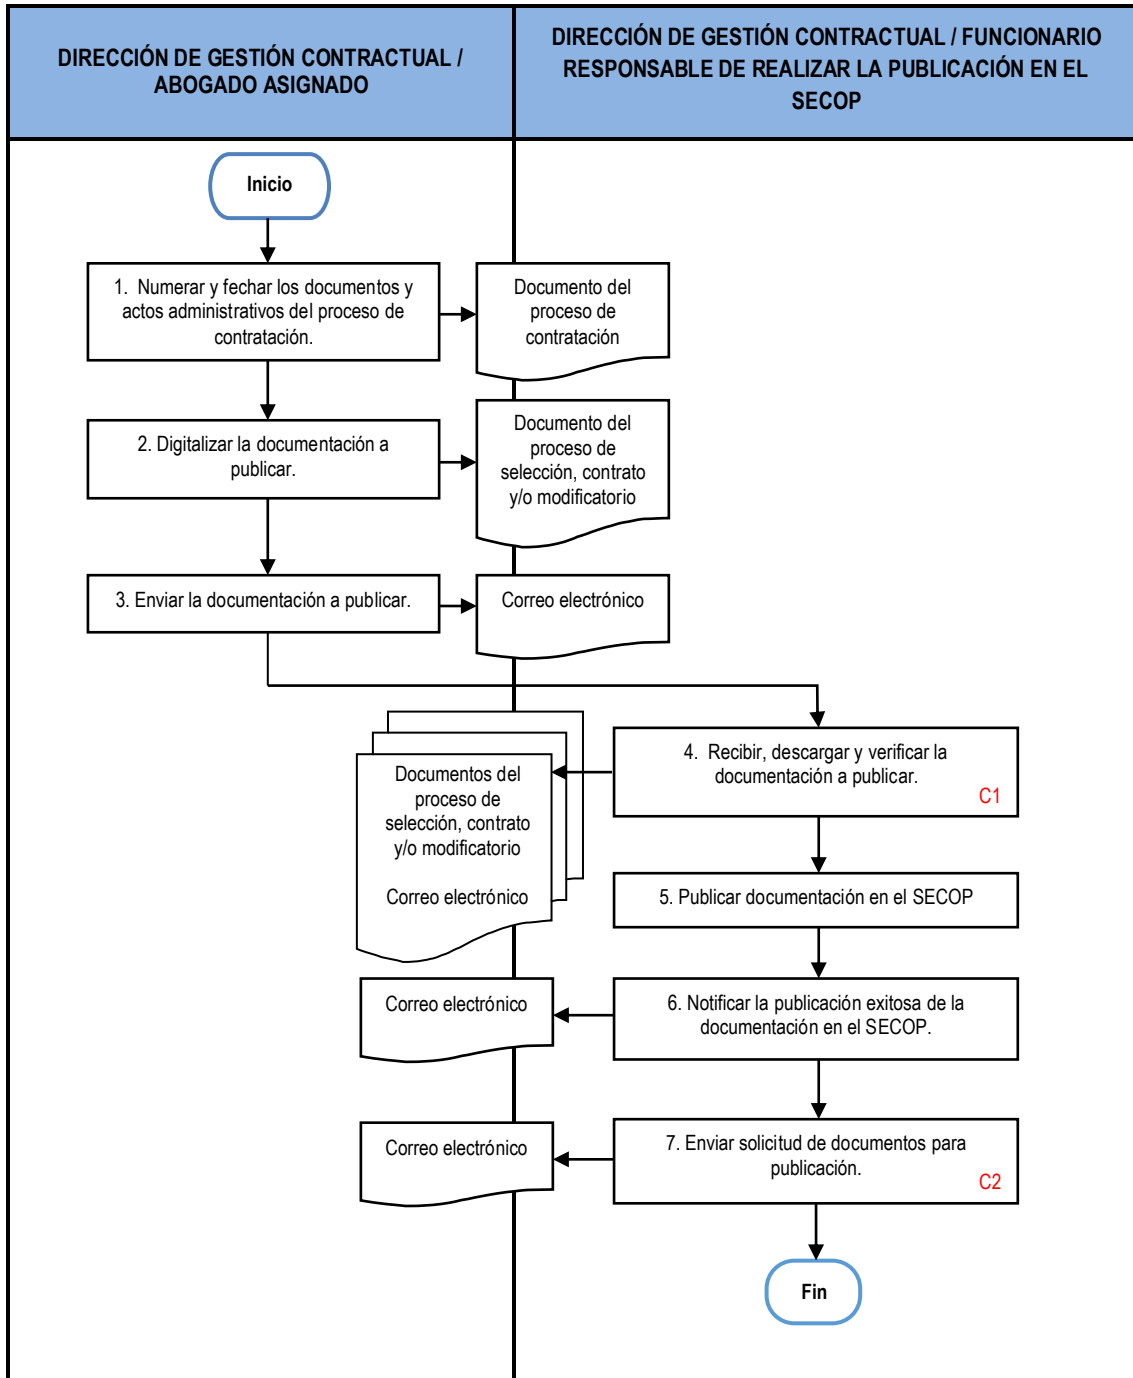 DIRECCIÓN DE GESTIÓN CONTRACTUAL /
ABOGADO ASIGNADO
DIRECCIÓN DE GESTIÓN CONTRACTUAL / FUNCIONARIO
RESPONSABLE DE REALIZAR LA PUBLICACIÓN EN EL
SECOP
Inicio
1. Numerar y fechar los documentos y
actos administrativos del proceso de
contratación.
Documento del
proceso de
contratación
2. Digitalizar la documentación a
publicar.
Documento del
proceso de
selección, contrato
y/o modificatorio
3. Enviar la documentación a publicar.
Correo electrónico
4. Recibir, descargar y verificar la
documentación a publicar.
C1
Documentos del
proceso de
selección, contrato
y/o modificatorio
Correo electrónico
5. Publicar documentación en el SECOP
6. Notificar la publicación exitosa de la
documentación en el SECOP.
Correo electrónico
7. Enviar solicitud de documentos para
publicación.
C2
Correo electrónico
Fin